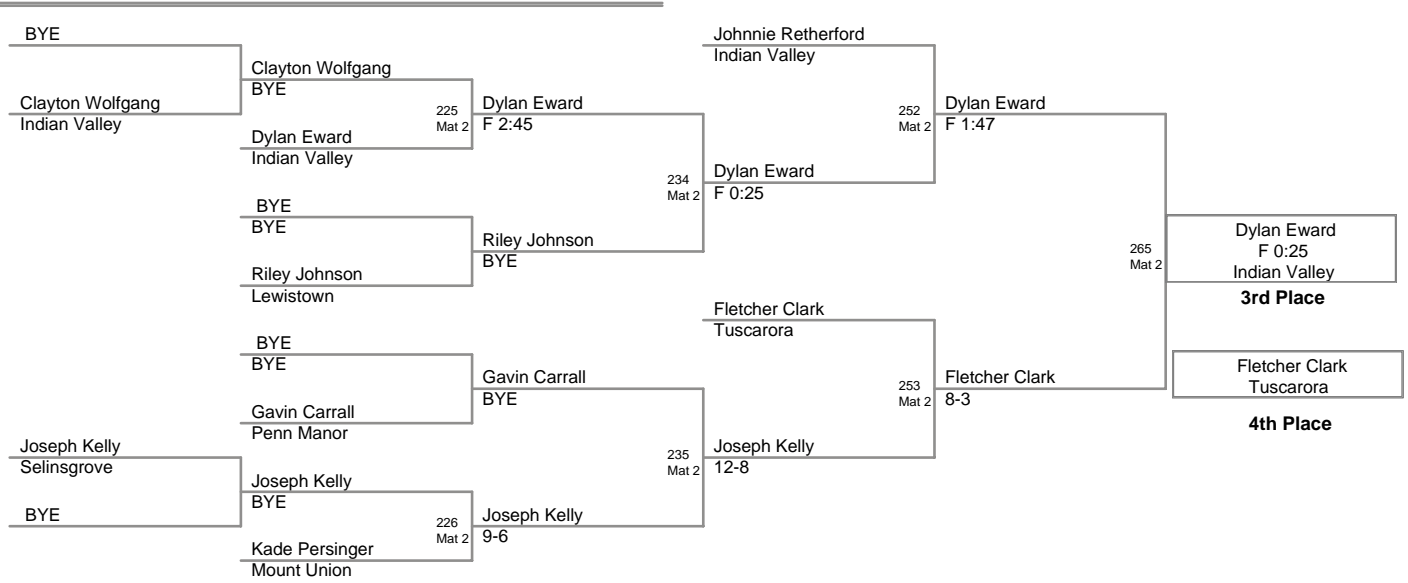 BYE
Clayton Wolfgang
Indian Valley
Joseph Kelly
Selinsgrove
BYE
Clayton Wolfgang
BYE
Dylan Eward
Indian Valley
BYE
BYE
Riley Johnson
Lewistown
BYE
BYE
Gavin Carrall
Penn Manor
Joseph Kelly
BYE
Kade Persinger
Mount Union
225
Mat 2
Dylan Eward
F 2:45
Riley Johnson
BYE
Gavin Carrall
BYE
226
Mat 2
Joseph Kelly
9-6
Johnnie Retherford
Indian Valley
234
Mat 2
Dylan Eward
F 0:25
Fletcher Clark
Tuscarora
235
Mat 2
Joseph Kelly
12-8
252
Mat 2
Dylan Eward
F 1:47
253
Mat 2
Fletcher Clark
8-3
265
Mat 2
Dylan Eward
F 0:25
Indian Valley
3rd Place
Fletcher Clark
Tuscarora
4th Place